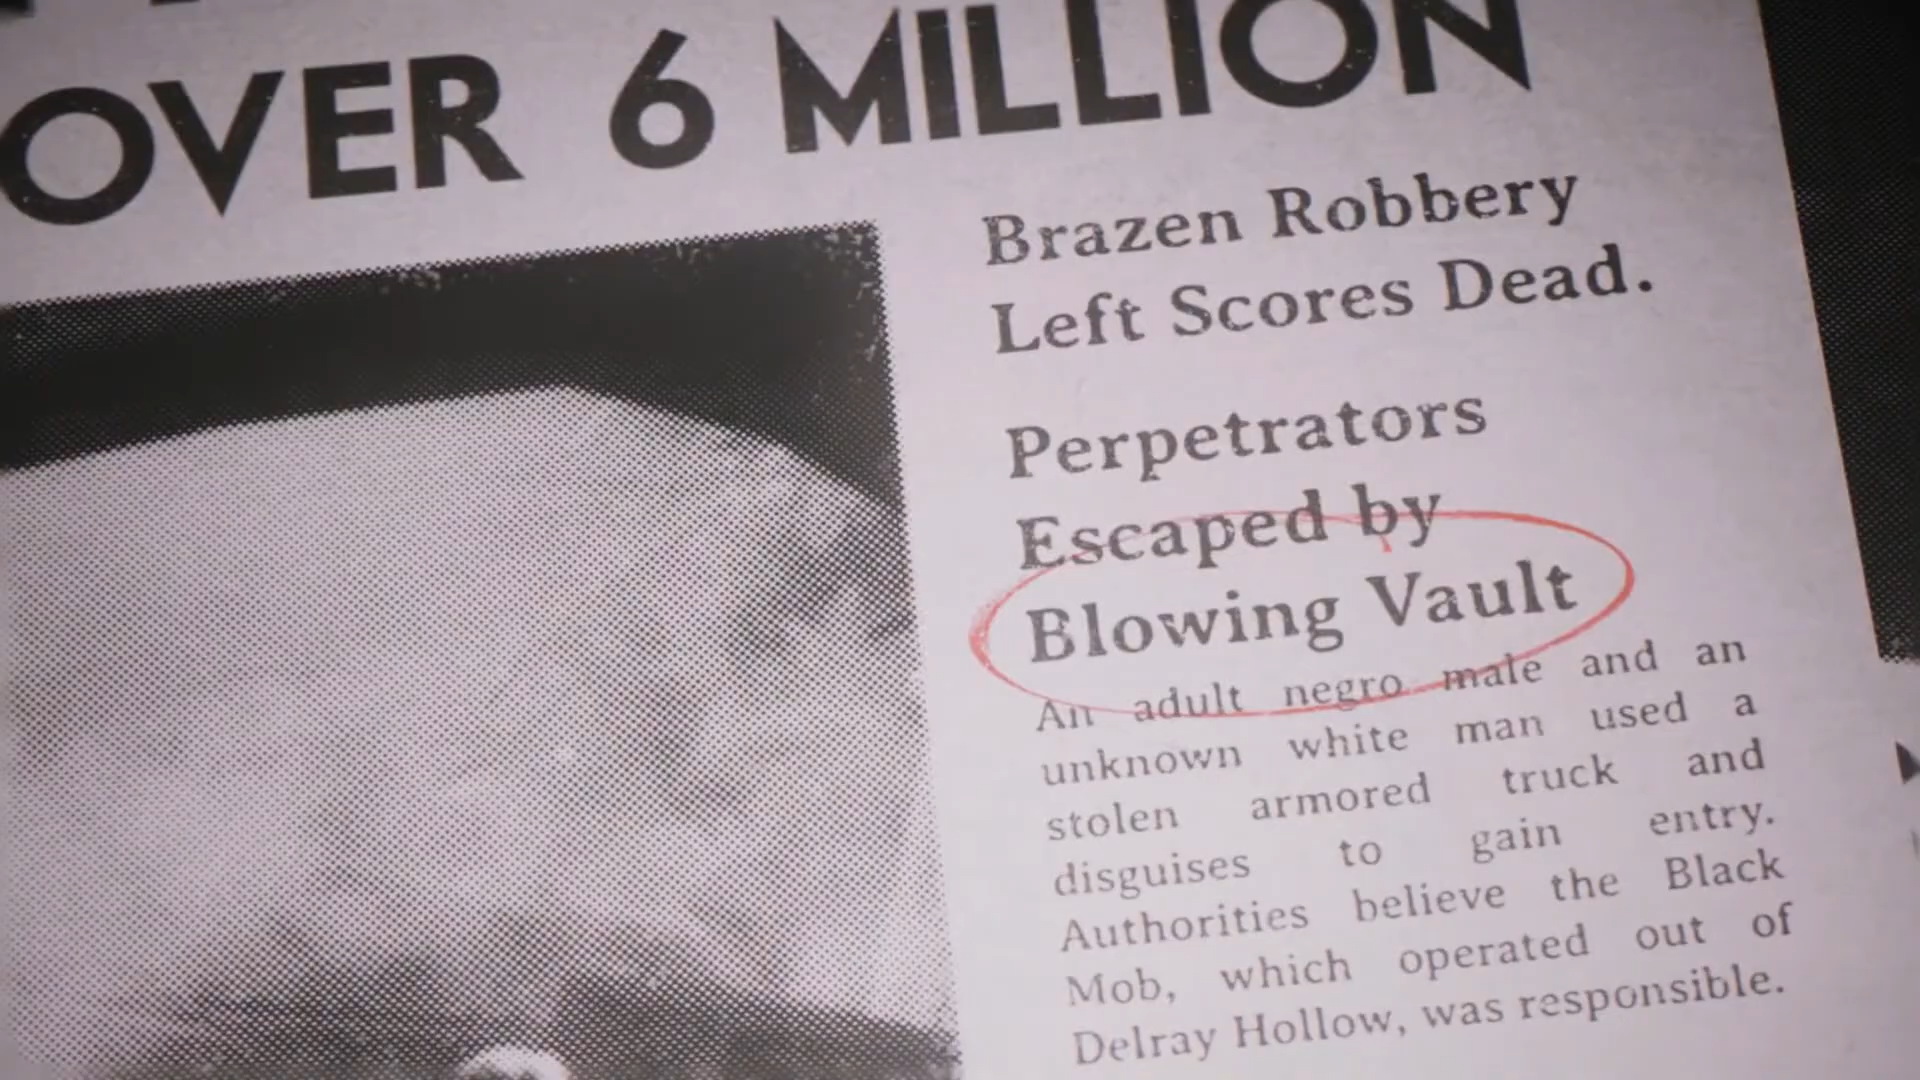 OVER 6 MILLION
Brazen Robbery
Left Scores Dead.
Perpetrators
Escaped by
Blowing Vault
An adult negro male and an
unknown white man used a
stolen armored truck and
disguises to gain entry.
Authorities believe the Black
Mob, which operated out of
Delray Hollow, was responsible.